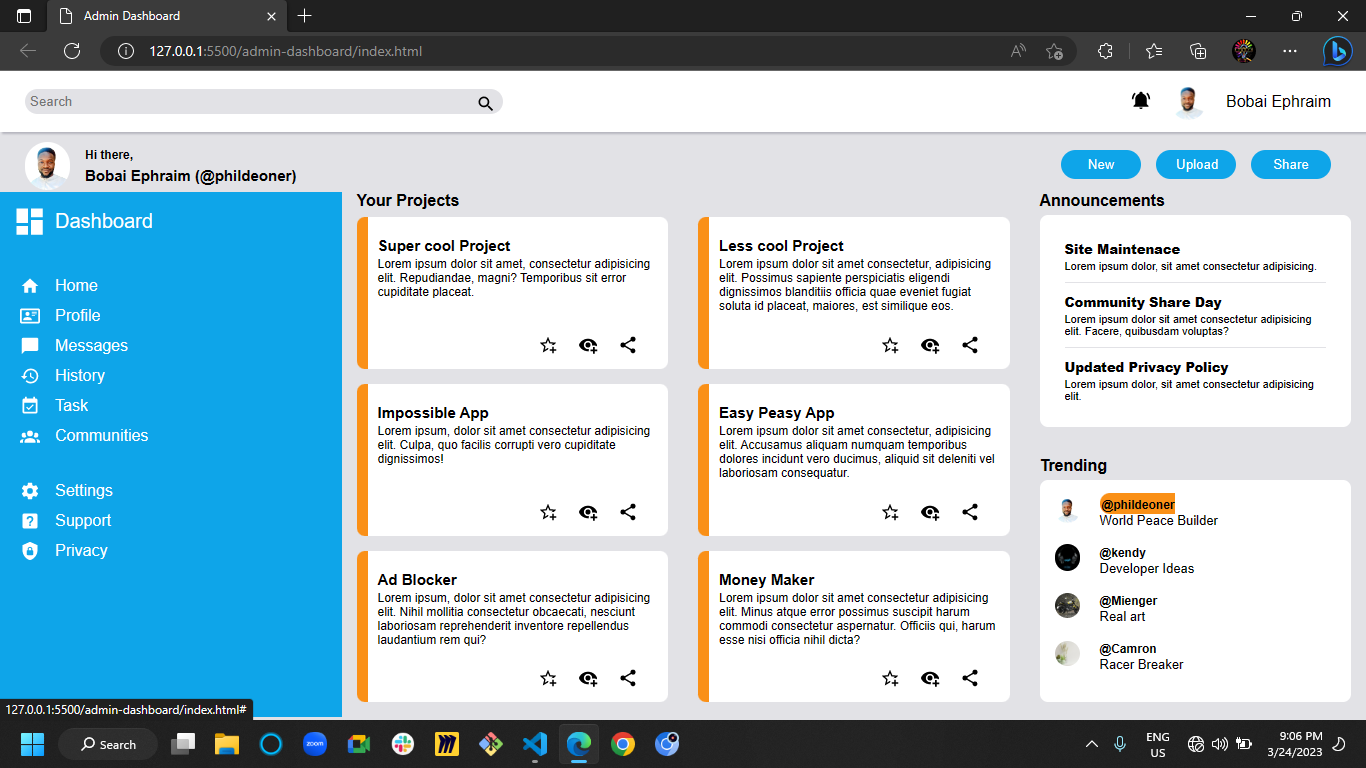 Admin Dashboard
127.0.0.1:5500/admin-dashboard/index.html
Search
Bobai Ephraim
Hi there,
Bobai Ephraim (@phildeoner)
New
Upload
Share
Dashboard
Home
Profile
Messages
History
Task
Communities
Settings
Support
Privacy
Your Projects
Super cool Project
Lorem ipsum dolor sit amet, consectetur adipisicing
elit. Repudiandae, magni? Temporibus sit error
cupiditate placeat.
Less cool Project
Lorem ipsum dolor sit amet consectetur, adipisicing
elit. Possimus sapiente perspiciatis eligendi
dignissimos blanditiis officia quae eveniet fugiat
soluta id placeat, maiores, est similique eos.
Impossible App
Lorem ipsum, dolor sit amet consectetur adipisicing
elit. Culpa, quo facilis corrupti vero cupiditate
dignissimos!
Easy Peasy App
Lorem ipsum dolor sit amet consectetur, adipisicing
elit. Accusamus aliquam numquam temporibus
dolores incidunt vero ducimus, aliquid sit deleniti vel
laboriosam consequatur.
Ad Blocker
Lorem ipsum, dolor sit amet consectetur adipisicing
elit. Nihil mollitia consectetur obcaecati, nesciunt
laboriosam reprehenderit inventore repellendus
laudantium rem qui?
Money Maker
Lorem ipsum dolor sit amet consectetur adipisicing
elit. Minus atque error possimus suscipit harum
commodi consectetur aspernatur. Officiis qui, harum
esse nisi officia nihil dicta?
Announcements
Site Maintenace
Lorem ipsum dolor, sit amet consectetur adipisicing.
Community Share Day
Lorem ipsum dolor sit amet consectetur adipisicing
elit. Facere, quibusdam voluptas?
Updated Privacy Policy
Lorem ipsum dolor, sit amet consectetur adipisicing
elit.
Trending
@phildeoner
World Peace Builder
@kendy
Developer Ideas
@Mienger
Real art
@Camron
Racer Breaker
127.0.0.1:5500/admin-dashboard/index.html#
Search
zoom
ENG
US
9:06 PM
3/24/2023